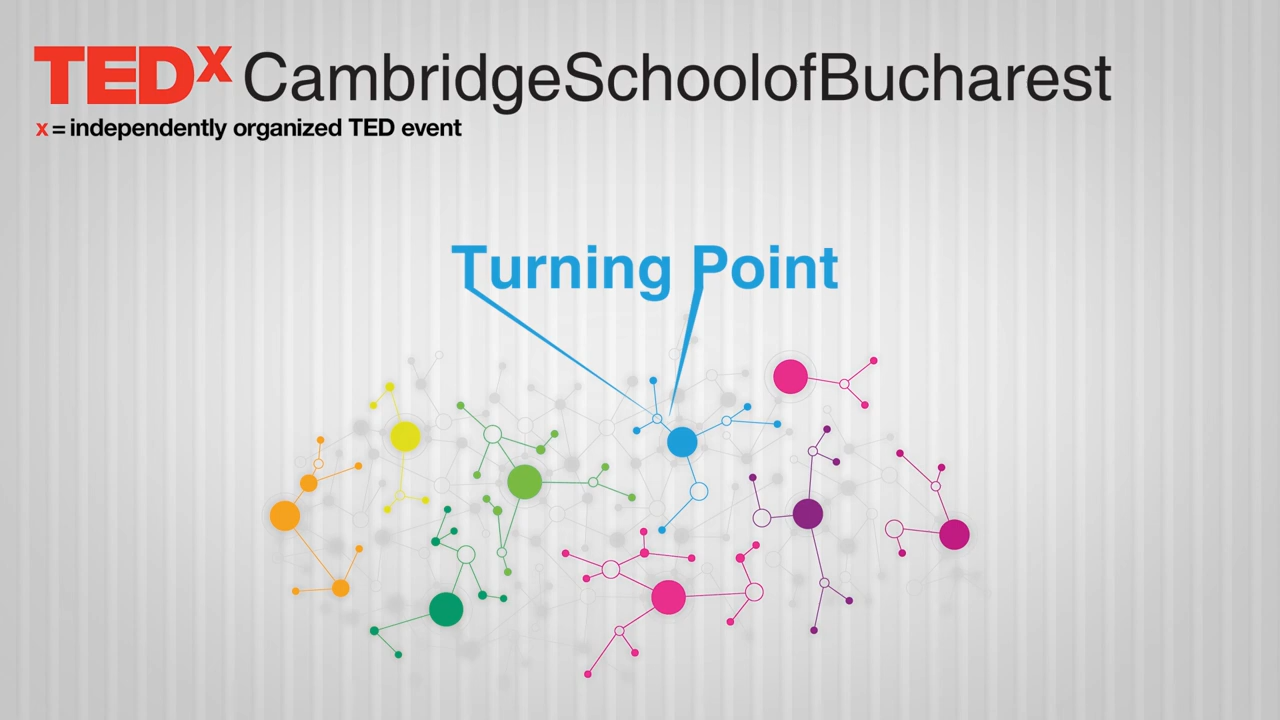 TEDx CambridgeSchoolofBucharest
x = independently organized TED event
Turning Point